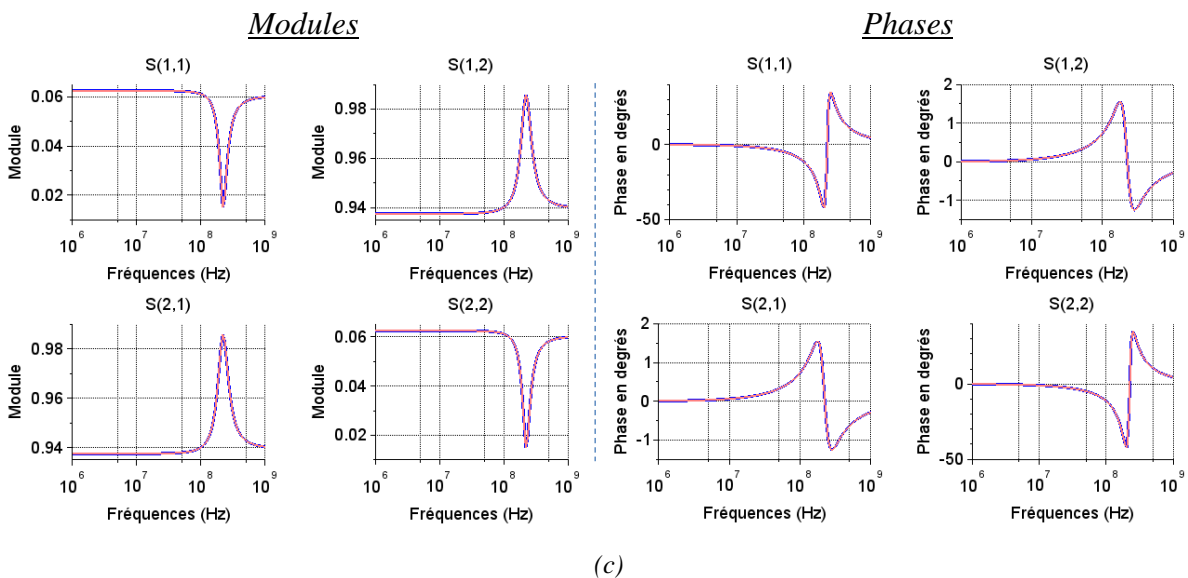 Modules
Phases
S(1,1)
0.06
0.04
0.02
Module
10^6 10^7 10^8 10^9
Fréquences (Hz)
S(1,2)
0.98
0.96
0.94
Module
10^6 10^7 10^8 10^9
Fréquences (Hz)
S(1,1)
0
-50
Phase en degrés
10^6 10^7 10^8 10^9
Fréquences (Hz)
S(1,2)
2
1
0
-1
Phase en degrés
10^6 10^7 10^8 10^9
Fréquences (Hz)
S(2,1)
0.98
0.96
0.94
Module
10^6 10^7 10^8 10^9
Fréquences (Hz)
S(2,2)
0.06
0.04
0.02
Module
10^6 10^7 10^8 10^9
Fréquences (Hz)
S(2,1)
2
1
0
-1
Phase en degrés
10^6 10^7 10^8 10^9
Fréquences (Hz)
S(2,2)
0
-50
Phase en degrés
10^6 10^7 10^8 10^9
Fréquences (Hz)
(c)